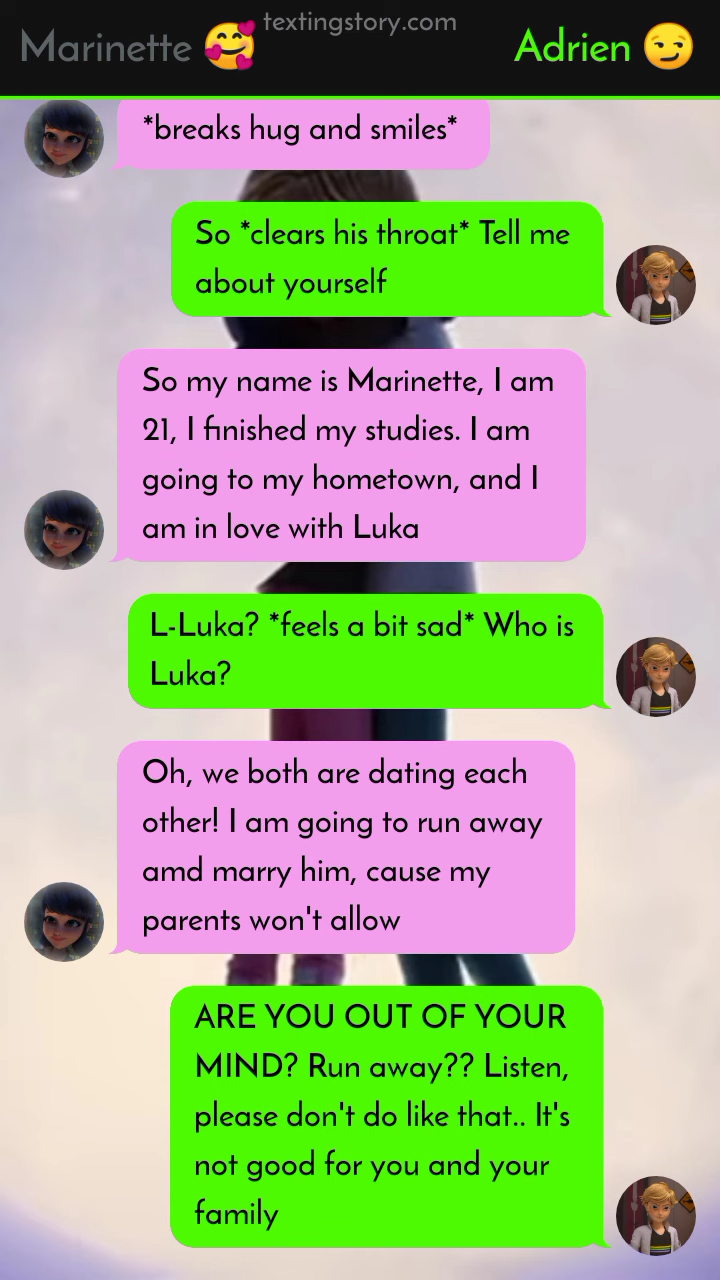 textingstory.com
Marinette 🥰
Adrien 😏
*breaks hug and smiles*
So *clears his throat* Tell me
about yourself
So my name is Marinette, I am
21, I finished my studies. I am
going to my hometown, and I
am in love with Luka
L-Luka? *feels a bit sad* Who is
Luka?
Oh, we both are dating each
other! I am going to run away
amd marry him, cause my
parents won't allow
ARE YOU OUT OF YOUR
MIND? Run away?? Listen,
please don't do like that.. It's
not good for you and your
family